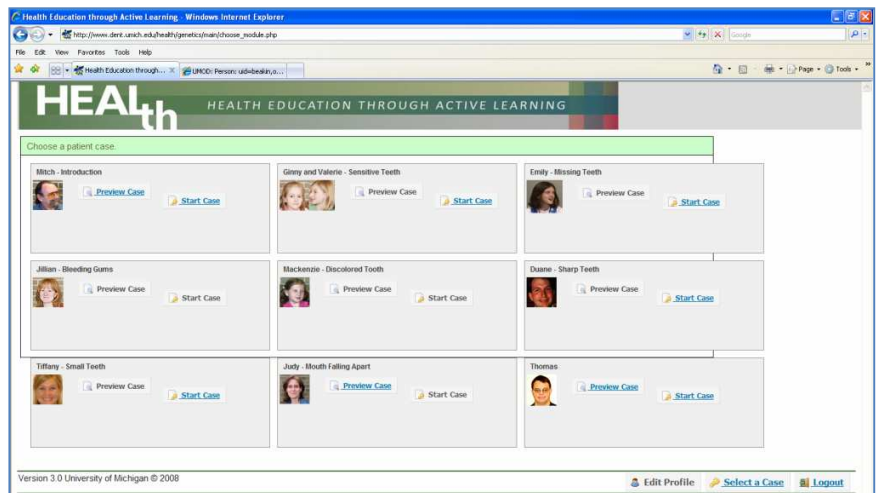 Health Education through Active Learning - Windows Internet Explorer
http://www.dent.umich.edu/health/genetics/main/choose_module.php
Google
File Edit View Favorites Tools Help
Health Education through... UMOD: Person: uid=beakin,o...
Page Tools
HEALth HEALTH EDUCATION THROUGH ACTIVE LEARNING
Choose a patient case.
Mitch - Introduction
Preview Case
Start Case
Ginny and Valerie - Sensitive Teeth
Preview Case
Start Case
Emily - Missing Teeth
Preview Case
Start Case
Jillian - Bleeding Gums
Preview Case
Start Case
Mackenzie - Discolored Tooth
Preview Case
Start Case
Duane - Sharp Teeth
Preview Case
Start Case
Tiffany - Small Teeth
Preview Case
Start Case
Judy - Mouth Falling Apart
Preview Case
Start Case
Thomas
Preview Case
Start Case
Version 3.0 University of Michigan © 2008
Edit Profile Select a Case Logout